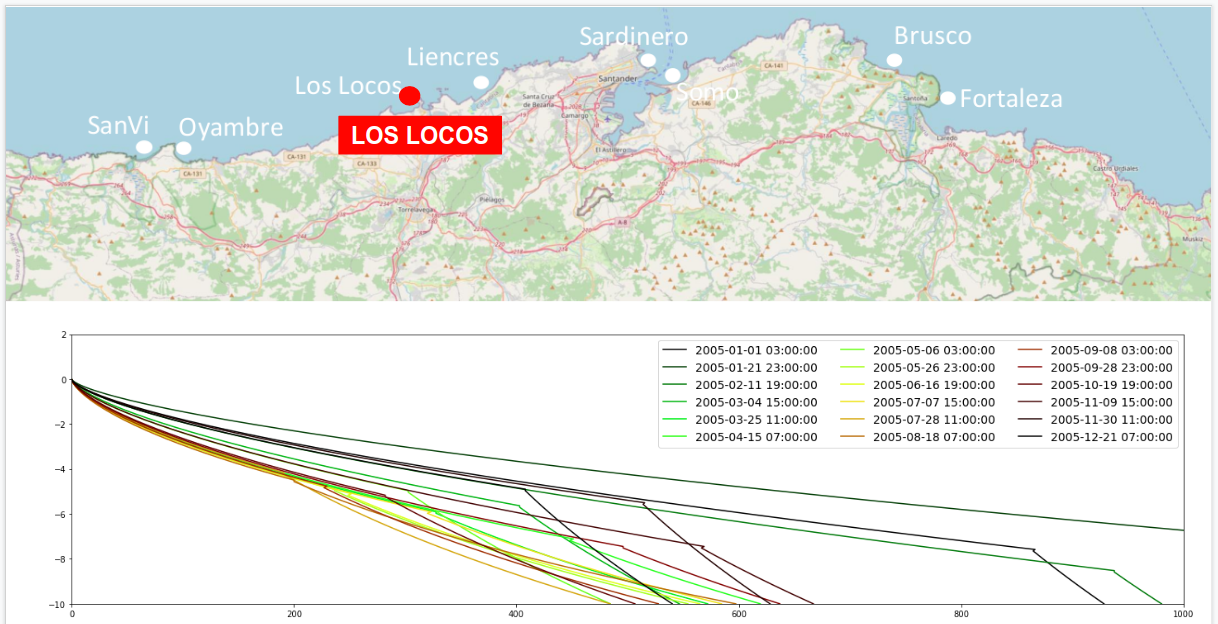 Sardinero
Brusco
Liencres
CA-141
Santander
Los Locos
Somo
Fortaleza
Santa Cruz
de Bezana
CA-146
Santoña
Camargo
SanVi
Oyambre
LOS LOCOS
Laredo
El Astillero
CA-131
CA-133
CA-131
Castro Urdiales
Piélagos
Torrelavega
A-8
Muskiz
2
0
−2
−4
−6
−8
−10
0 200 400 600 800 1000
2005-01-01 03:00:00 2005-05-06 03:00:00 2005-09-08 03:00:00
2005-01-21 23:00:00 2005-05-26 23:00:00 2005-09-28 23:00:00
2005-02-11 19:00:00 2005-06-16 19:00:00 2005-10-19 19:00:00
2005-03-04 15:00:00 2005-07-07 15:00:00 2005-11-09 15:00:00
2005-03-25 11:00:00 2005-07-28 11:00:00 2005-11-30 11:00:00
2005-04-15 07:00:00 2005-08-18 07:00:00 2005-12-21 07:00:00